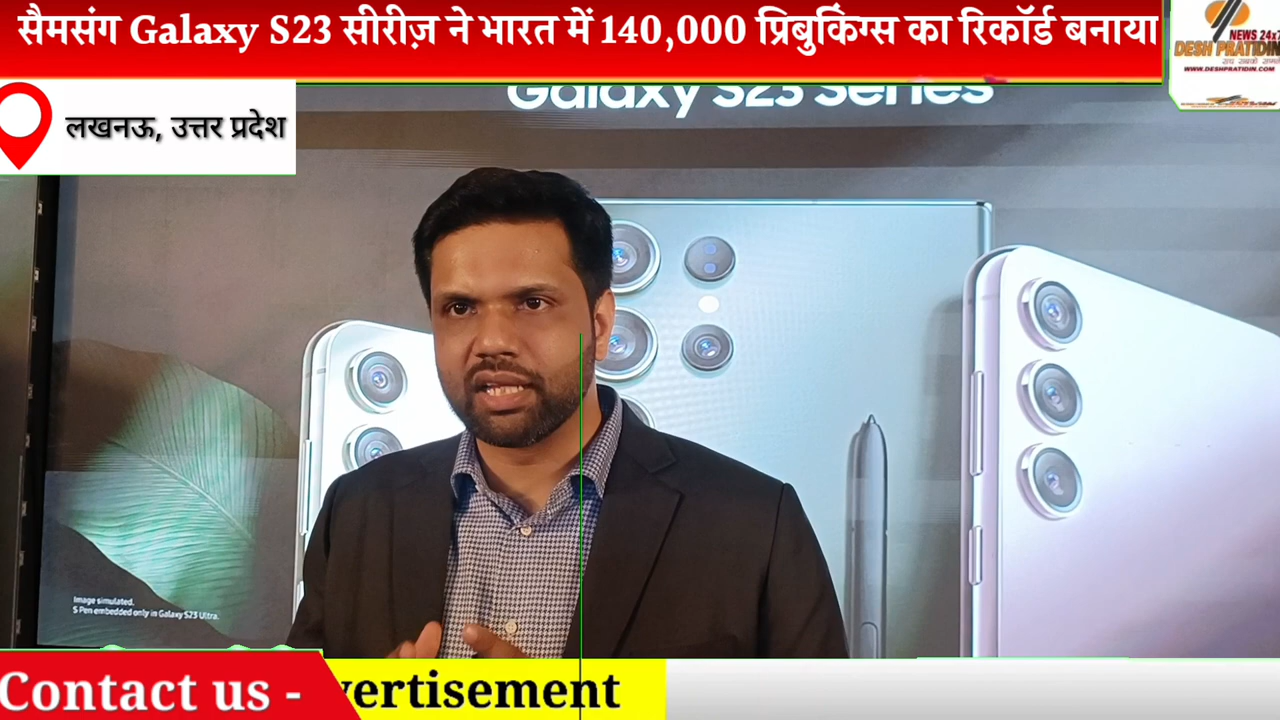 सैमसंग Galaxy S23 सीरीज़ ने भारत में 140,000 प्रिबुकिंग्स का रिकॉर्ड बनाया
NEWS 24x7
DESH PRATIDIN
WWW.DESHPRATIDIN.COM
लखनऊ, उत्तर प्रदेश
Galaxy S23 Series
Image simulated.
S Pen embedded only in Galaxy S23 Ultra.
Contact us -
vertisement